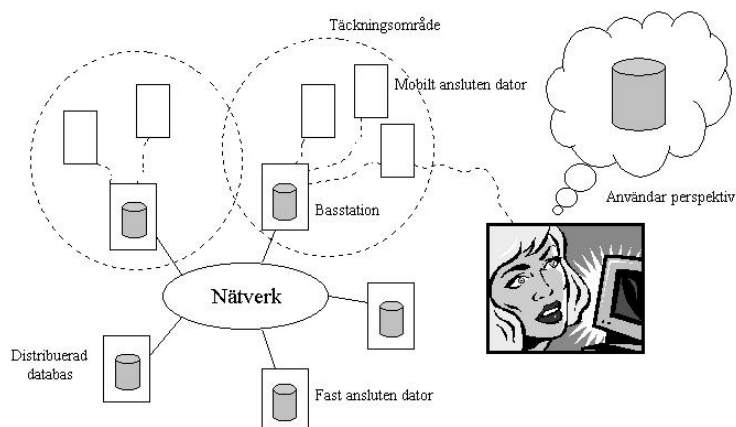 Täckningsområde
Mobilt ansluten dator
Användar perspektiv
Basstation
Nätverk
Distribuerad
databas
Fast ansluten dator